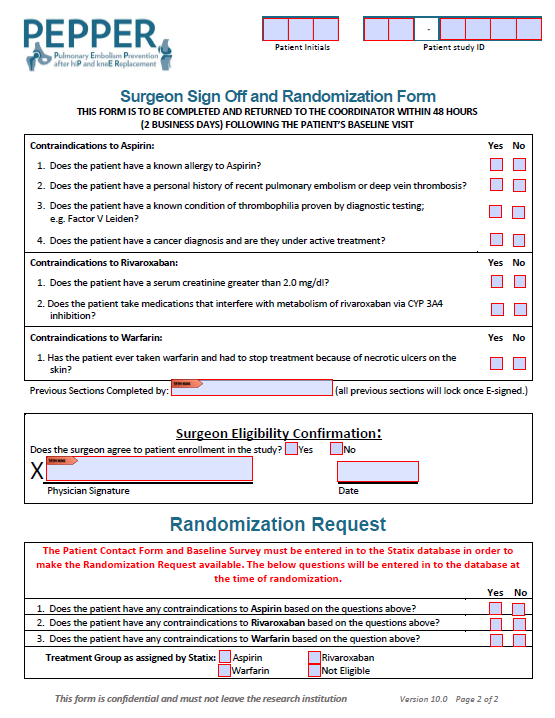 PEPPER
Pulmonary Embolism Prevention
after hiP and kneE Replacement
Patient Initials
-
Patient study ID
Surgeon Sign Off and Randomization Form
THIS FORM IS TO BE COMPLETED AND RETURNED TO THE COORDINATOR WITHIN 48 HOURS
(2 BUSINESS DAYS) FOLLOWING THE PATIENT'S BASELINE VISIT
Contraindications to Aspirin: Yes No
1. Does the patient have a known allergy to Aspirin?
2. Does the patient have a personal history of recent pulmonary embolism or deep vein thrombosis?
3. Does the patient have a known condition of thrombophilia proven by diagnostic testing;
e.g. Factor V Leiden?
4. Does the patient have a cancer diagnosis and are they under active treatment?
Contraindications to Rivaroxaban: Yes No
1. Does the patient have a serum creatinine greater than 2.0 mg/dl?
2. Does the patient take medications that interfere with metabolism of rivaroxaban via CYP 3A4
inhibition?
Contraindications to Warfarin: Yes No
1. Has the patient ever taken warfarin and had to stop treatment because of necrotic ulcers on the
skin?
Previous Sections Completed by: (all previous sections will lock once E-signed.)
Surgeon Eligibility Confirmation:
Does the surgeon agree to patient enrollment in the study? Yes No
X
Physician Signature Date
Randomization Request
The Patient Contact Form and Baseline Survey must be entered in to the Statix database in order to
make the Randomization Request available. The below questions will be entered in to the database at
the time of randomization.
Yes No
1. Does the patient have any contraindications to Aspirin based on the questions above?
2. Does the patient have any contraindications to Rivaroxaban based on the questions above?
3. Does the patient have any contraindications to Warfarin based on the question above?
Treatment Group as assigned by Statix: Aspirin Rivaroxaban
Warfarin Not Eligible
This form is confidential and must not leave the research institution Version 10.0 Page 2 of 2